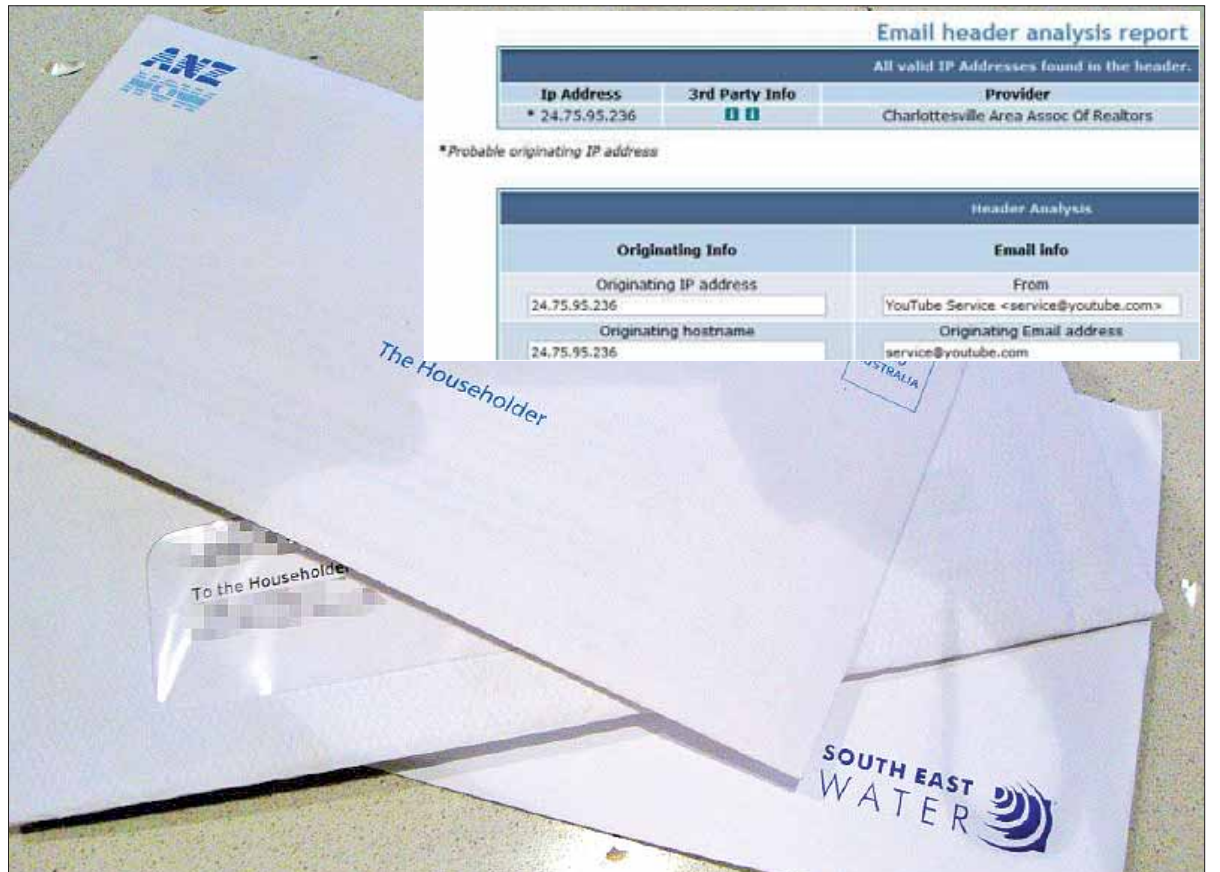 ANZ
Email header analysis report
All valid IP Addresses found in the header.
Ip Address 3rd Party Info Provider
* 24.75.95.236 Charlottesville Area Assoc Of Realtors
*Probable originating IP address
Header Analysis
Originating Info Email info
Originating IP address From
24.75.95.236 YouTube Service <service@youtube.com>
Originating hostname Originating Email address
24.75.95.236 service@youtube.com
The Householder
AUSTRALIA
To the Householder
SOUTH EAST
WATER